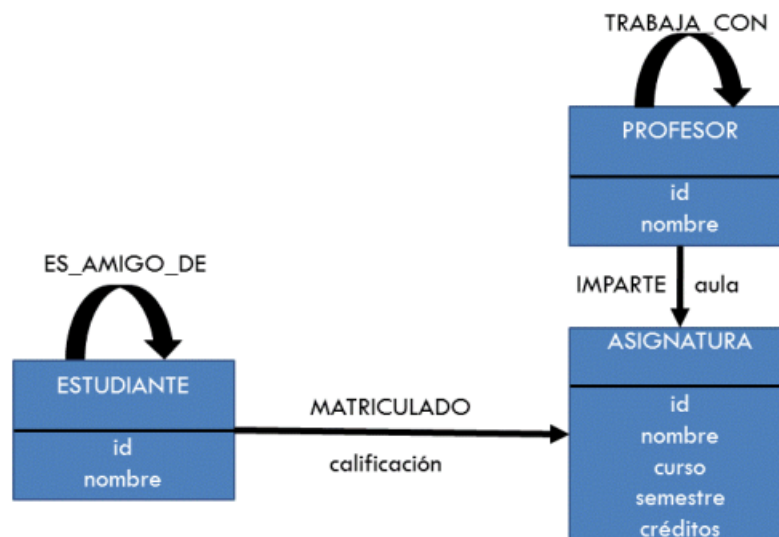 TRABAJA_CON
PROFESOR
id
nombre
ES_AMIGO_DE
IMPARTE aula
ASIGNATURA
ESTUDIANTE
MATRICULADO
id
nombre
calificación
id
nombre
curso
semestre
créditos